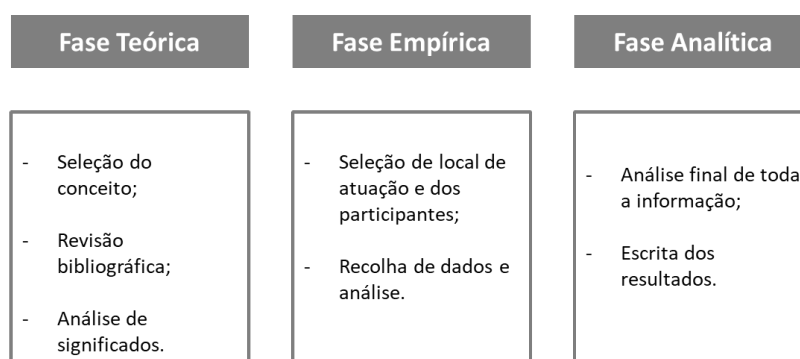 Fase Teórica
- Seleção do
conceito;
- Revisão
bibliográfica;
- Análise de
significados.
Fase Empírica
- Seleção de local de
atuação e dos
participantes;
- Recolha de dados e
análise.
Fase Analítica
- Análise final de toda
a informação;
- Escrita dos
resultados.